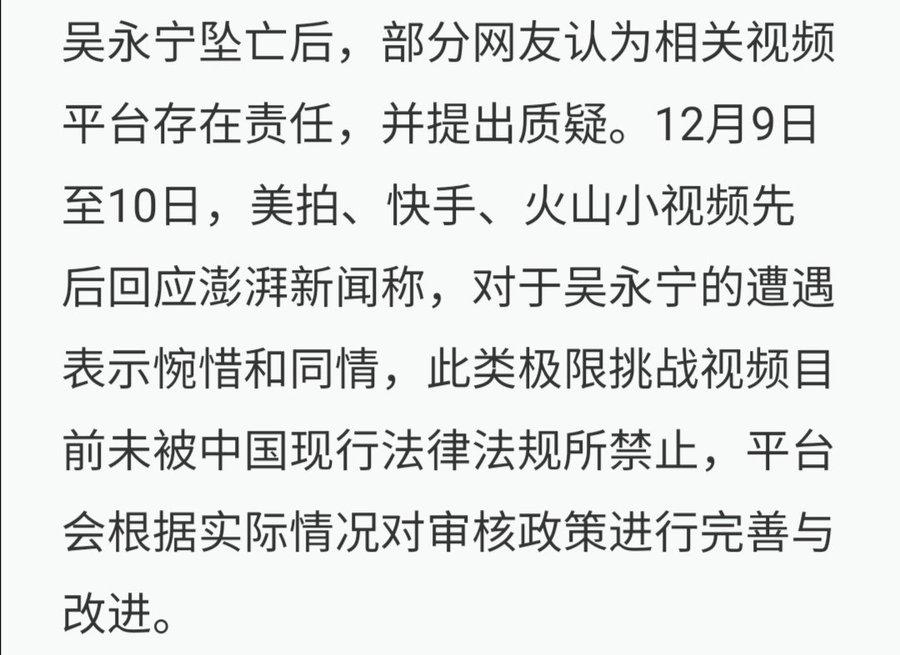 吴永宁坠亡后，部分网友认为相关视频
平台存在责任，并提出质疑。12月9日
至10日，美拍、快手、火山小视频先
后回应澎湃新闻称，对于吴永宁的遭遇
表示惋惜和同情，此类极限挑战视频目
前未被中国现行法律法规所禁止，平台
会根据实际情况对审核政策进行完善与
改进。